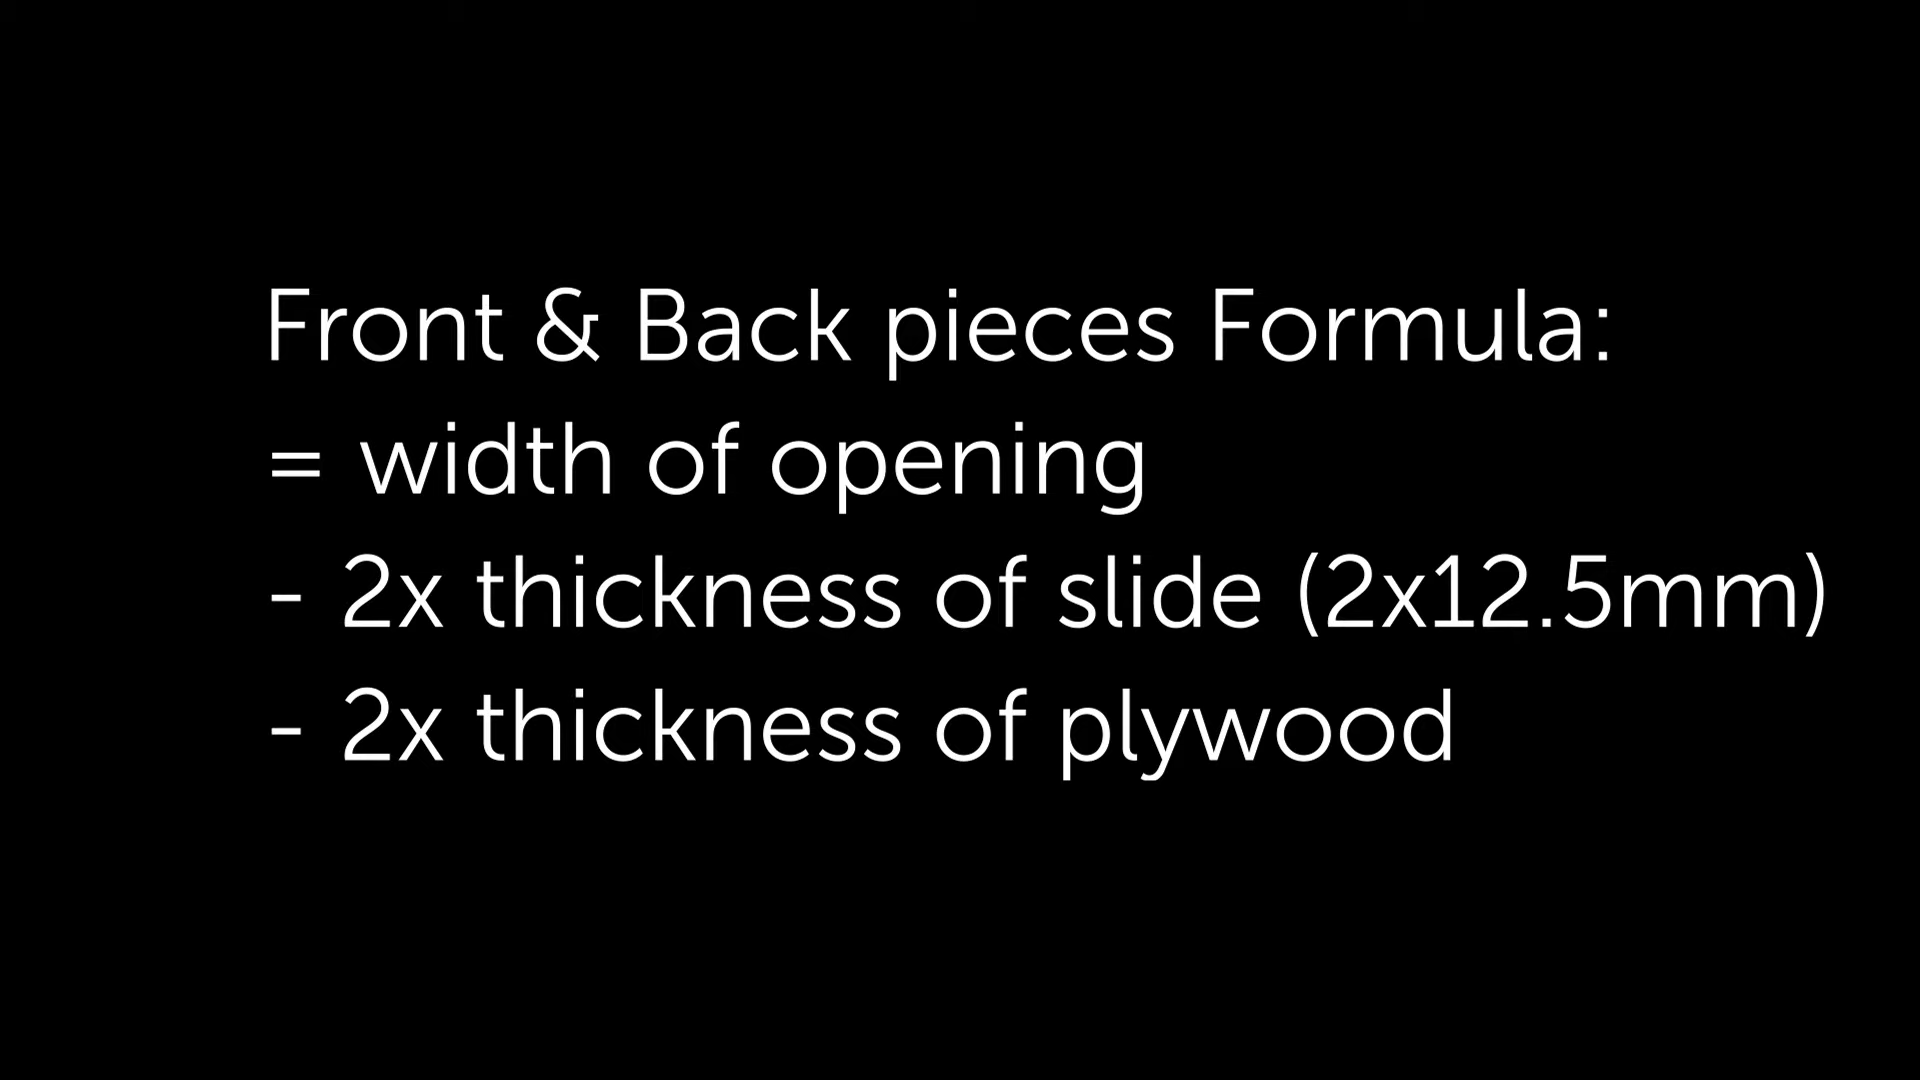 Front & Back pieces Formula:
= width of opening
- 2x thickness of slide (2x12.5mm)
- 2x thickness of plywood